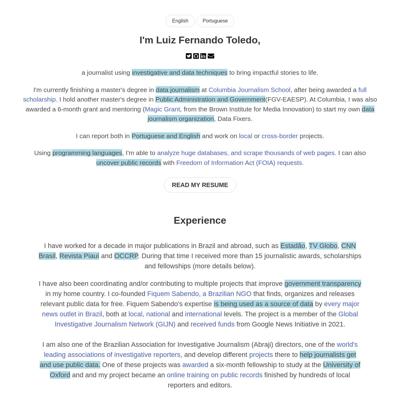 English Portuguese
I'm Luiz Fernando Toledo,
a journalist using investigative and data techniques to bring impactful stories to life.
I'm currently finishing a master's degree in data journalism at Columbia Journalism School, after being awarded a full
scholarship. I hold another master's degree in Public Administration and Government(FGV-EAESP). At Columbia, I was also
awarded a 6-month grant and mentoring (Magic Grant, from the Brown Institute for Media Innovation) to start my own data
journalism organization, Data Fixers.
I can report both in Portuguese and English and work on local or cross-border projects.
Using programming languages, I'm able to analyze huge databases, and scrape thousands of web pages. I can also
uncover public records with Freedom of Information Act (FOIA) requests.
READ MY RESUME
Experience
I have worked for a decade in major publications in Brazil and abroad, such as Estadão, TV Globo, CNN
Brasil, Revista Piauí and OCCRP. During that time I received more than 15 journalistic awards, scholarships
and fellowships (more details below).
I have also been coordinating and/or contributing to multiple projects that improve government transparency
in my home country. I co-founded Fiquem Sabendo, a Brazilian NGO that finds, organizes and releases
relevant public data for free. Fiquem Sabendo's expertise is being used as a source of data by every major
news outlet in Brazil, both at local, national and international levels. The project is a member of the Global
Investigative Journalism Network (GIJN) and received funds from Google News Initiative in 2021.
I am also one of the Brazilian Association for Investigative Journalism (Abraji) directors, one of the world's
leading associations of investigative reporters, and develop different projects there to help journalists get
and use public data. One of these projects was awarded a six-month fellowship to study at the University of
Oxford and and my project became an online training on public records finished by hundreds of local
reporters and editors.